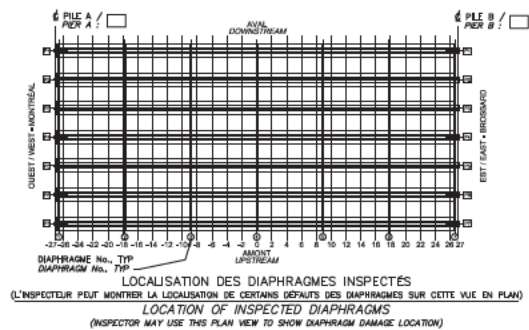 ℄ PILE A /
PIER A :
℄ PILE B /
PIER B :
AVAL
DOWNSTREAM
OUEST / WEST - MONTRÉAL
EST / EAST - BROSSARD
-27 -26 -24 -22 -20 -18 -16 -14 -12 -10 -8 -6 -4 -2 0 2 4 6 8 10 12 14 16 18 20 22 24 26 27
AMONT
UPSTREAM
DIAPHRAGME No., TYP
DIAPHRAGM No., TYP
LOCALISATION DES DIAPHRAGMES INSPECTÉS
(L'INSPECTEUR PEUT MONTRER LA LOCALISATION DE CERTAINS DÉFAUTS DES DIAPHRAGMES SUR CETTE VUE EN PLAN)
LOCATION OF INSPECTED DIAPHRAGMS
(INSPECTOR MAY USE THIS PLAN VIEW TO SHOW DIAPHRAGM DAMAGE LOCATION)